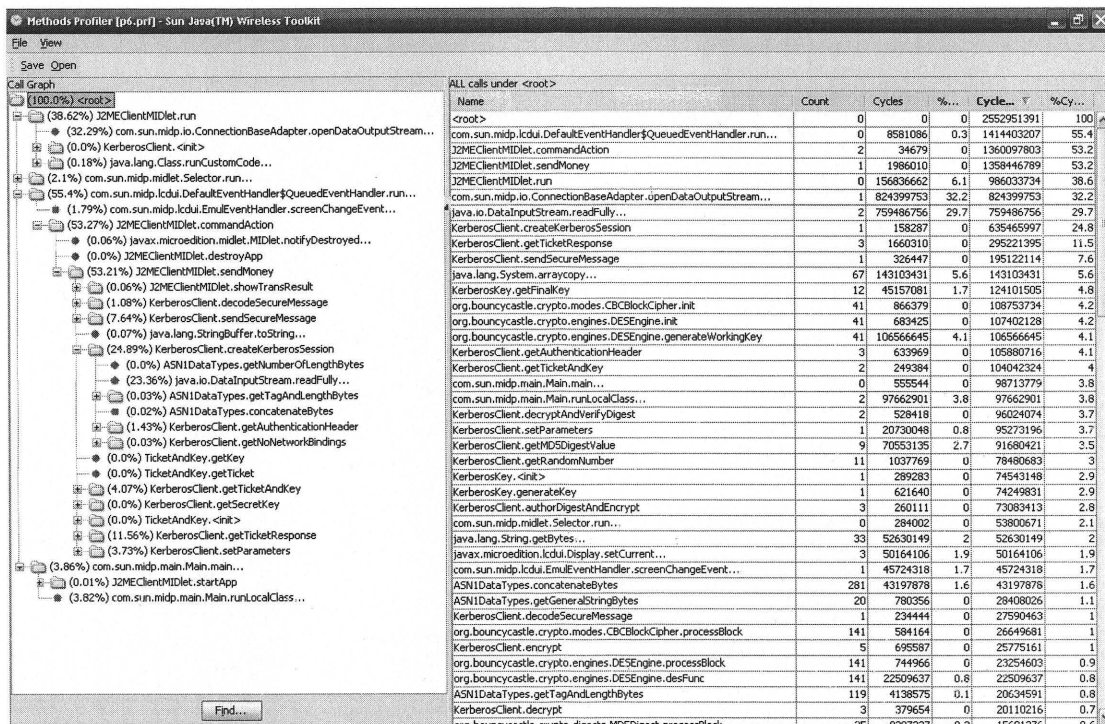 Methods Profiler [p6.prf] - Sun Java(TM) Wireless Toolkit
File View
Save Open
Call Graph
(100.0%) <root>
(38.62%) J2MEClientMIDlet.run
(32.29%) com.sun.midp.io.ConnectionBaseAdapter.openDataOutputStream...
(0.0%) KerberosClient.<init>
(0.18%) java.lang.Class.runCustomCode...
(2.1%) com.sun.midp.midlet.Selector.run...
(55.4%) com.sun.midp.lcdui.DefaultEventHandler$QueuedEventHandler.run...
(1.79%) com.sun.midp.lcdui.EmulEventHandler.screenChangeEvent...
(53.27%) J2MEClientMIDlet.commandAction
(0.06%) javax.microedition.midlet.MIDlet.notifyDestroyed...
(0.0%) J2MEClientMIDlet.destroyApp
(53.21%) J2MEClientMIDlet.sendMoney
(0.06%) J2MEClientMIDlet.showTransResult
(1.08%) KerberosClient.decodeSecureMessage
(7.64%) KerberosClient.sendSecureMessage
(0.07%) java.lang.StringBuffer.toString...
(24.89%) KerberosClient.createKerberosSession
(0.0%) ASN1DataTypes.getNumberOfLengthBytes
(23.36%) java.io.DataInputStream.readFully...
(0.03%) ASN1DataTypes.getTagAndLengthBytes
(0.02%) ASN1DataTypes.concatenateBytes
(1.43%) KerberosClient.getAuthenticationHeader
(0.03%) KerberosClient.getNoNetworkBindings
(0.0%) TicketAndKey.getKey
(0.0%) TicketAndKey.getTicket
(4.07%) KerberosClient.getTicketAndKey
(0.0%) KerberosClient.getSecretKey
(0.0%) TicketAndKey.<init>
(11.56%) KerberosClient.getTicketResponse
(3.73%) KerberosClient.setParameters
(3.86%) com.sun.midp.main.Main.main...
(0.01%) J2MEClientMIDlet.startApp
(3.82%) com.sun.midp.main.Main.runLocalClass...
Find...
ALL calls under <root>
Name Count Cycles %... Cycle... %Cy...
<root> 0 0 0 2552951391 100
com.sun.midp.lcdui.DefaultEventHandler$QueuedEventHandler.run... 0 8581086 0.3 1414403207 55.4
J2MEClientMIDlet.commandAction 2 34679 0 1360097803 53.2
J2MEClientMIDlet.sendMoney 1 1986010 0 1358446789 53.2
J2MEClientMIDlet.run 0 156836662 6.1 986033734 38.6
com.sun.midp.io.ConnectionBaseAdapter.openDataOutputStream... 1 824399753 32.2 824399753 32.2
java.io.DataInputStream.readFully... 2 759486756 29.7 759486756 29.7
KerberosClient.createKerberosSession 1 158287 0 635465997 24.8
KerberosClient.getTicketResponse 3 1660310 0 295221395 11.5
KerberosClient.sendSecureMessage 1 326447 0 195122114 7.6
java.lang.System.arraycopy... 67 143103431 5.6 143103431 5.6
KerberosKey.getFinalKey 12 45157081 1.7 124101505 4.8
org.bouncycastle.crypto.modes.CBCBlockCipher.init 41 866379 0 108753734 4.2
org.bouncycastle.crypto.engines.DESEngine.init 41 683425 0 107402128 4.2
org.bouncycastle.crypto.engines.DESEngine.generateWorkingKey 41 106566645 4.1 106566645 4.1
KerberosClient.getAuthenticationHeader 3 633969 0 105880716 4.1
KerberosClient.getTicketAndKey 2 249384 0 104042324 4
com.sun.midp.main.Main.main... 0 555544 0 98713779 3.8
com.sun.midp.main.Main.runLocalClass... 2 97662901 3.8 97662901 3.8
KerberosClient.decryptAndVerifyDigest 2 528418 0 96024074 3.7
KerberosClient.setParameters 1 20730048 0.8 95273196 3.7
KerberosClient.getMD5DigestValue 9 70553135 2.7 91680421 3.5
KerberosClient.getRandomNumber 11 1037769 0 78480683 3
KerberosKey.<init> 1 289283 0 74543148 2.9
KerberosKey.generateKey 1 621640 0 74249831 2.9
KerberosClient.authorDigestAndEncrypt 3 260111 0 73083413 2.8
com.sun.midp.midlet.Selector.run... 0 284002 0 53800671 2.1
java.lang.String.getBytes... 33 52630149 2 52630149 2
javax.microedition.lcdui.Display.setCurrent... 3 50164106 1.9 50164106 1.9
com.sun.midp.lcdui.EmulEventHandler.screenChangeEvent... 1 45724318 1.7 45724318 1.7
ASN1DataTypes.concatenateBytes 281 43197878 1.6 43197878 1.6
ASN1DataTypes.getGeneralStringBytes 20 780356 0 28408026 1.1
KerberosClient.decodeSecureMessage 1 234444 0 27590463 1
org.bouncycastle.crypto.modes.CBCBlockCipher.processBlock 141 584164 0 26649681 1
KerberosClient.encrypt 5 695587 0 25775161 1
org.bouncycastle.crypto.engines.DESEngine.processBlock 141 744966 0 23254603 0.9
org.bouncycastle.crypto.engines.DESEngine.desFunc 141 22509637 0.8 22509637 0.8
ASN1DataTypes.getTagAndLengthBytes 119 4138575 0.1 20634591 0.8
KerberosClient.decrypt 3 379654 0 20110216 0.7